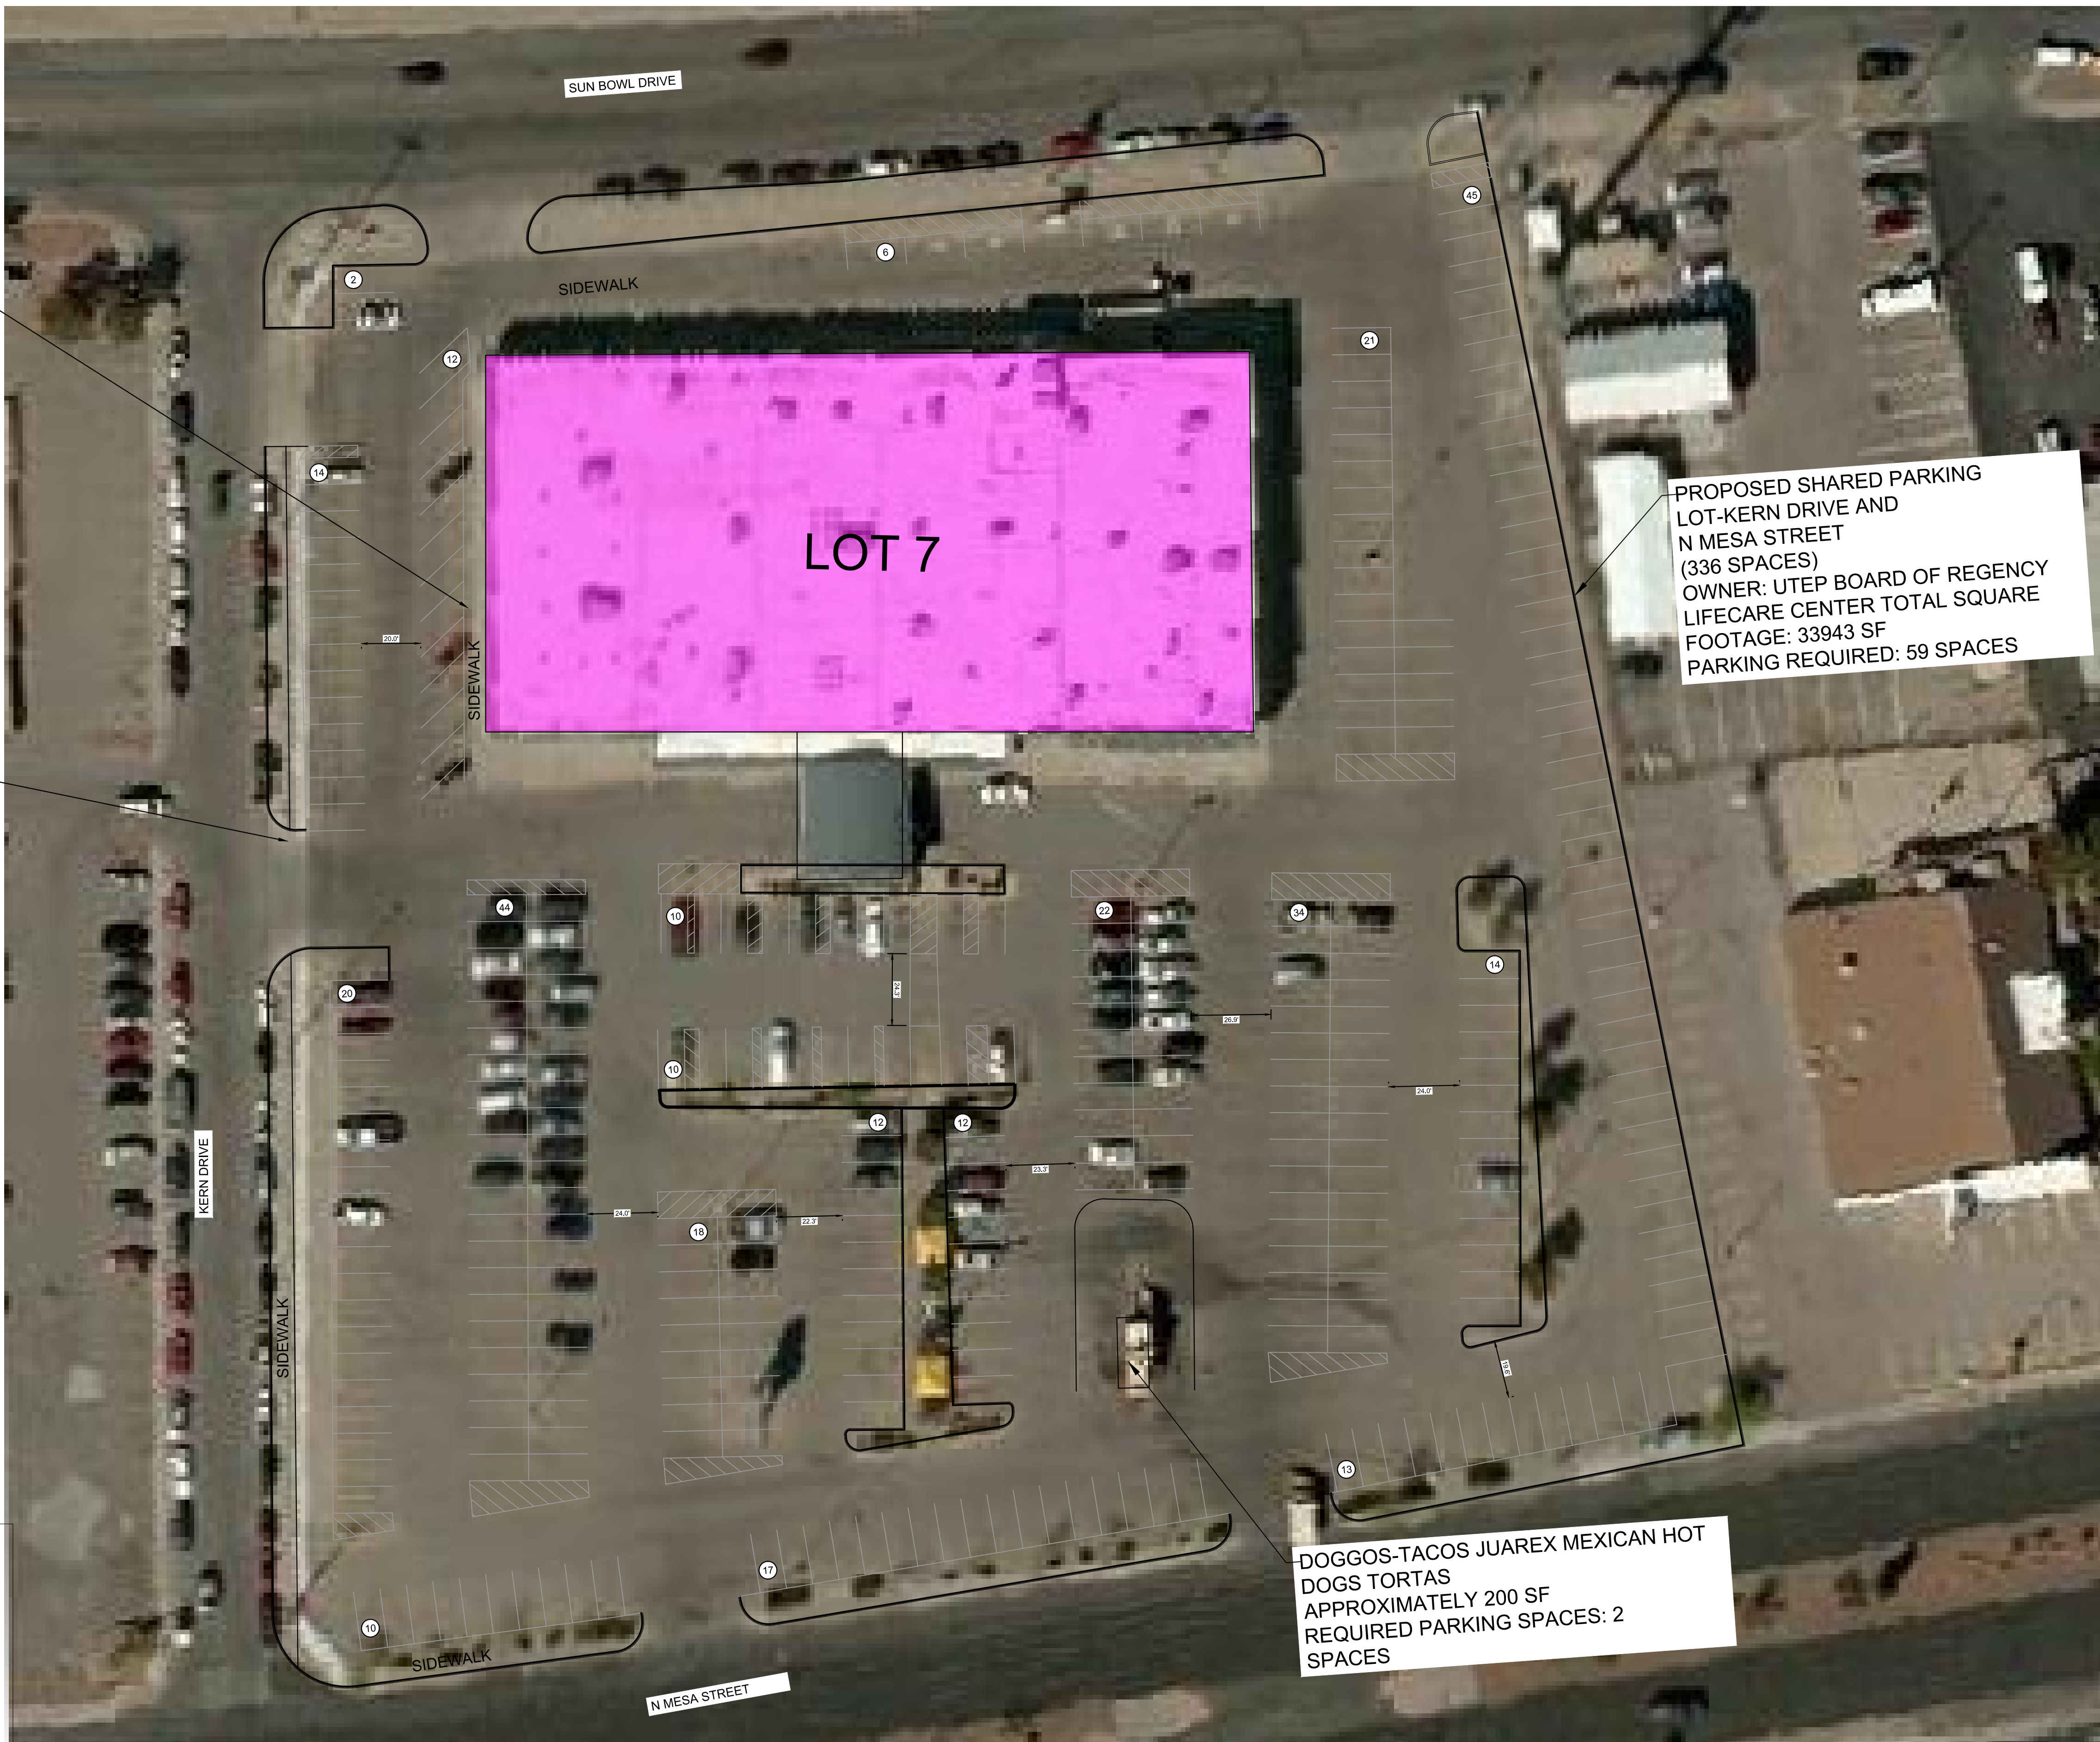 SUN BOWL DRIVE
45
6
2
SIDEWALK
12
21
14
LOT 7
PROPOSED SHARED PARKING
LOT-KERN DRIVE AND
N MESA STREET
(336 SPACES)
OWNER: UTEP BOARD OF REGENCY
LIFECARE CENTER TOTAL SQUARE
FOOTAGE: 33943 SF
PARKING REQUIRED: 59 SPACES
20.0'
SIDEWALK
44
10
22
34
14
20
24.3'
26.9'
10
24.0'
12
12
KERN DRIVE
23.3'
24.0'
22.3'
18
SIDEWALK
19.6'
13
17
DOGGOS-TACOS JUAREX MEXICAN HOT
DOGS TORTAS
APPROXIMATELY 200 SF
REQUIRED PARKING SPACES: 2
SPACES
10
SIDEWALK
N MESA STREET